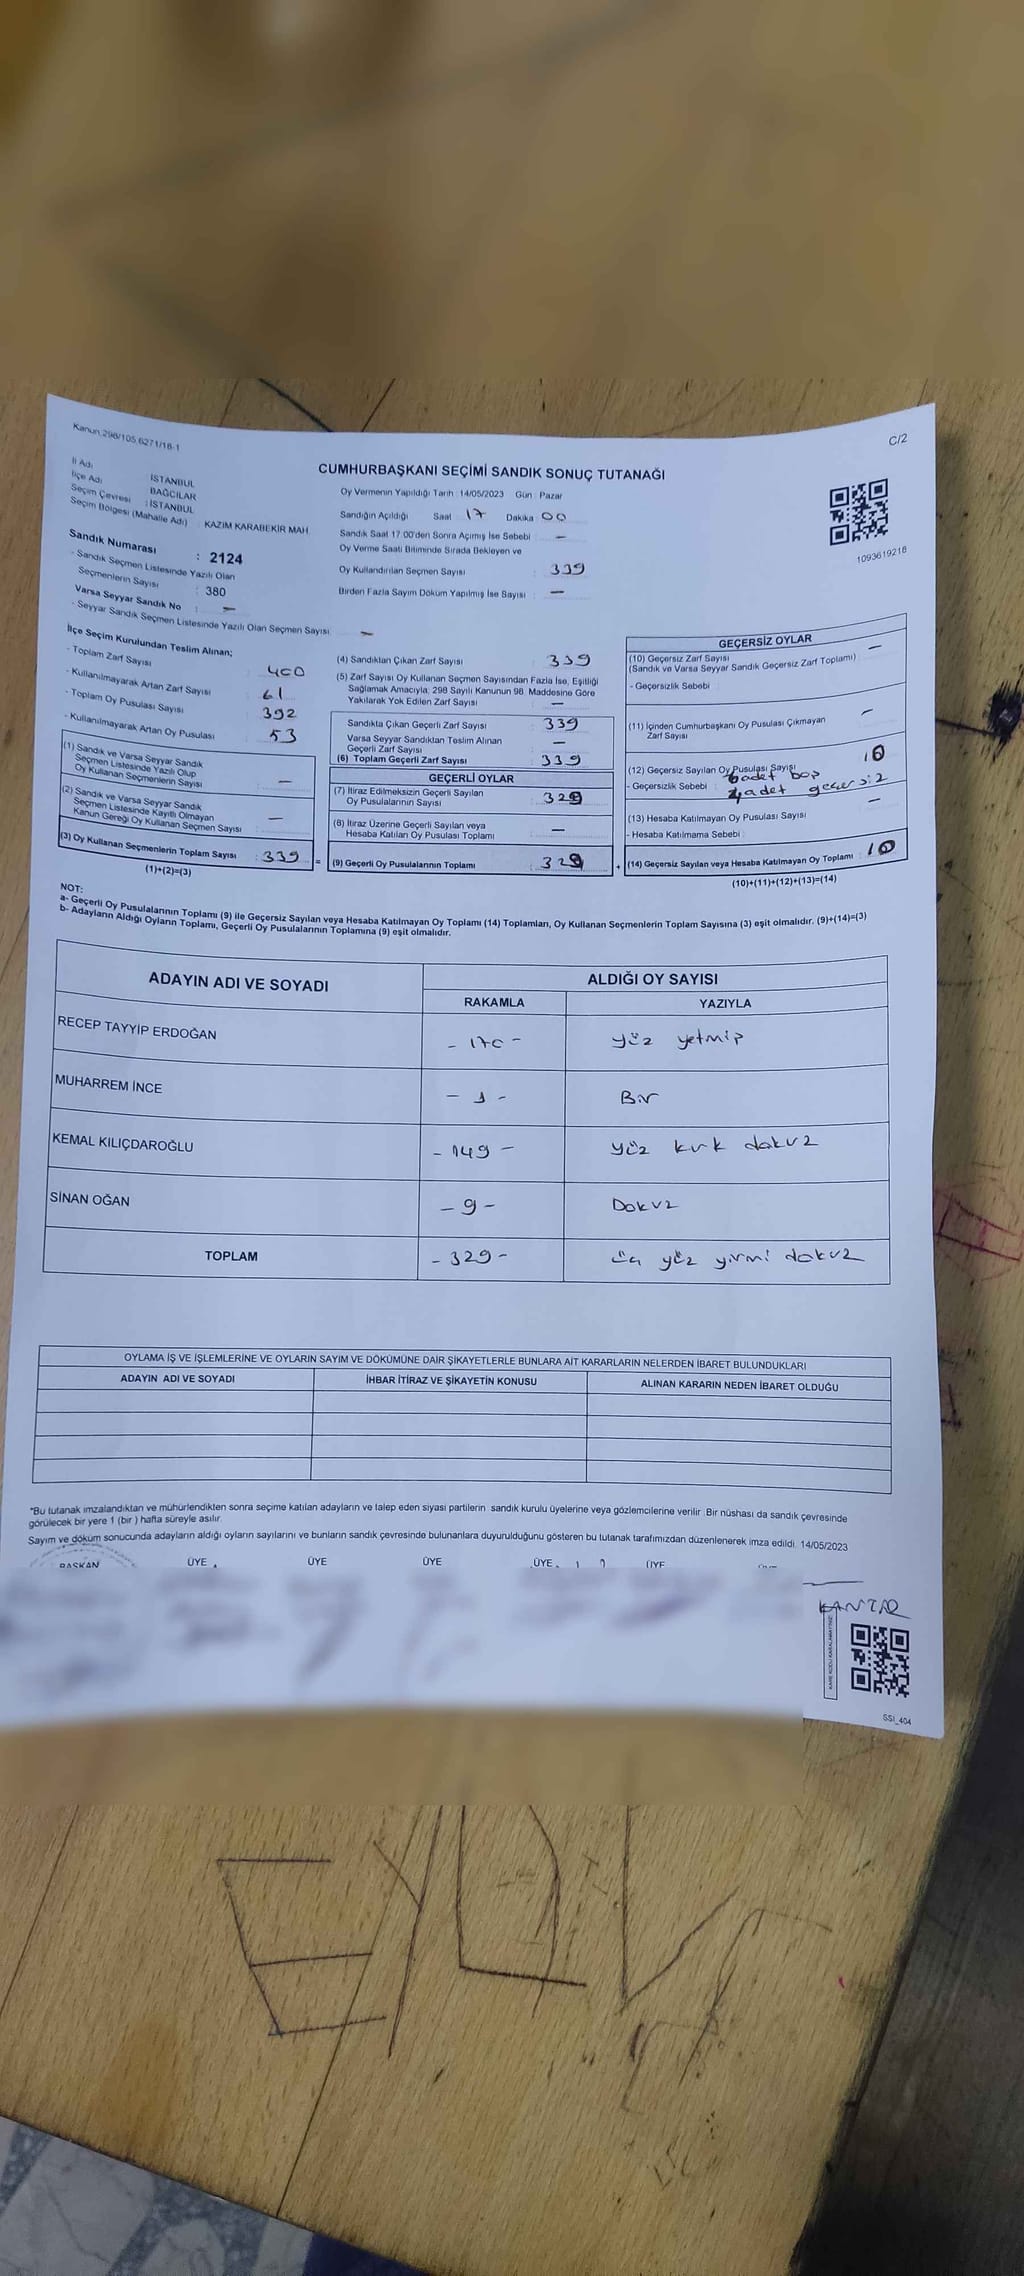 Kanun:298/105,6271/18-1
C/2
CUMHURBAŞKANI SEÇİMİ SANDIK SONUÇ TUTANAĞI
İl Adı : İSTANBUL
İlçe Adı : BAĞCILAR
Seçim Çevresi : İSTANBUL
Seçim Bölgesi (Mahalle Adı) : KAZIM KARABEKİR MAH.
Sandık Numarası : 2124
- Sandık Seçmen Listesinde Yazılı Olan
Seçmenlerin Sayısı : 380
Varsa Seyyar Sandık No : —
- Seyyar Sandık Seçmen Listesinde Yazılı Olan Seçmen Sayısı : —
Oy Vermenin Yapıldığı Tarih : 14/05/2023 Gün : Pazar
Sandığın Açıldığı Saat 17 Dakika 00
Sandık Saat 17.00'den Sonra Açımış İse Sebebi : —
Oy Verme Saati Bitiminde Sırada Bekleyen ve
Oy Kullandırılan Seçmen Sayısı : 339
Birden Fazla Sayım Döküm Yapılmış İse Sayısı : —
1093619218
İlçe Seçim Kurulundan Teslim Alınan;
- Toplam Zarf Sayısı : 400
- Kullanılmayarak Artan Zarf Sayısı : 61
- Toplam Oy Pusulası Sayısı : 392
- Kullanılmayarak Artan Oy Pusulası : 53
(1) Sandık ve Varsa Seyyar Sandık
Seçmen Listesinde Yazılı Olup
Oy Kullanan Seçmenlerin Sayısı : —
(2) Sandık ve Varsa Seyyar Sandık
Seçmen Listesinde Kayıtlı Olmayan
Kanun Gereği Oy Kullanan Seçmen Sayısı : —
(3) Oy Kullanan Seçmenlerin Toplam Sayısı : 339 =
(1)+(2)=(3)
(4) Sandıktan Çıkan Zarf Sayısı : 339
(5) Zarf Sayısı Oy Kullanan Seçmen Sayısından Fazla İse, Eşitliği
Sağlamak Amacıyla; 298 Sayılı Kanunun 98. Maddesine Göre
Yakılarak Yok Edilen Zarf Sayısı : —
Sandıkta Çıkan Geçerli Zarf Sayısı : 339
Varsa Seyyar Sandıktan Teslim Alınan
Geçerli Zarf Sayısı : —
(6) Toplam Geçerli Zarf Sayısı : 339
GEÇERLİ OYLAR
(7) İtiraz Edilmeksizin Geçerli Sayılan
Oy Pusulalarının Sayısı : 329
(8) İtiraz Üzerine Geçerli Sayılan veya
Hesaba Katılan Oy Pusulası Toplamı : —
(9) Geçerli Oy Pusulalarının Toplamı : 329 +
GEÇERSİZ OYLAR
(10) Geçersiz Zarf Sayısı : —
(Sandık ve Varsa Seyyar Sandık Geçersiz Zarf Toplamı)
- Geçersizlik Sebebi :
(11) İçinden Cumhurbaşkanı Oy Pusulası Çıkmayan
Zarf Sayısı : —
(12) Geçersiz Sayılan Oy Pusulası Sayısı : 10
- Geçersizlik Sebebi : 6 adet boş
4 adet geçersiz
(13) Hesaba Katılmayan Oy Pusulası Sayısı : —
- Hesaba Katılmama Sebebi :
(14) Geçersiz Sayılan veya Hesaba Katılmayan Oy Toplamı : 10
(10)+(11)+(12)+(13)=(14)
NOT:
a- Geçerli Oy Pusulalarının Toplamı (9) ile Geçersiz Sayılan veya Hesaba Katılmayan Oy Toplamı (14) Toplamları, Oy Kullanan Seçmenlerin Toplam Sayısına (3) eşit olmalıdır. (9)+(14)=(3)
b- Adayların Aldığı Oyların Toplamı, Geçerli Oy Pusulalarının Toplamına (9) eşit olmalıdır.
ADAYIN ADI VE SOYADI ALDIĞI OY SAYISI
RAKAMLA YAZIYLA
RECEP TAYYİP ERDOĞAN - 170 - yüz yetmiş
MUHARREM İNCE - 1 - Bir
KEMAL KILIÇDAROĞLU - 149 - yüz kırk dokuz
SİNAN OĞAN - 9 - Dokuz
TOPLAM - 329 - üç yüz yirmi dokuz
OYLAMA İŞ VE İŞLEMLERİNE VE OYLARIN SAYIM VE DÖKÜMÜNE DAİR ŞİKAYETLERLE BUNLARA AİT KARARLARIN NELERDEN İBARET BULUNDUKLARI
ADAYIN ADI VE SOYADI İHBAR İTİRAZ VE ŞİKAYETİN KONUSU ALINAN KARARIN NEDEN İBARET OLDUĞU
*Bu tutanak imzalandıktan ve mühürlendikten sonra seçime katılan adayların ve talep eden siyasi partilerin sandık kurulu üyelerine veya gözlemcilerine verilir. Bir nüshası da sandık çevresinde
görülecek bir yere 1 (bir ) hafta süreyle asılır.
Sayım ve döküm sonucunda adayların aldığı oyların sayılarını ve bunların sandık çevresinde bulunanlara duyurulduğunu gösteren bu tutanak tarafımızdan düzenlenerek imza edildi. 14/05/2023
BAŞKAN ÜYE ÜYE ÜYE ÜYE ÜYE
KANTAR
KARE KODU KARALAMAYINIZ
SSI_404